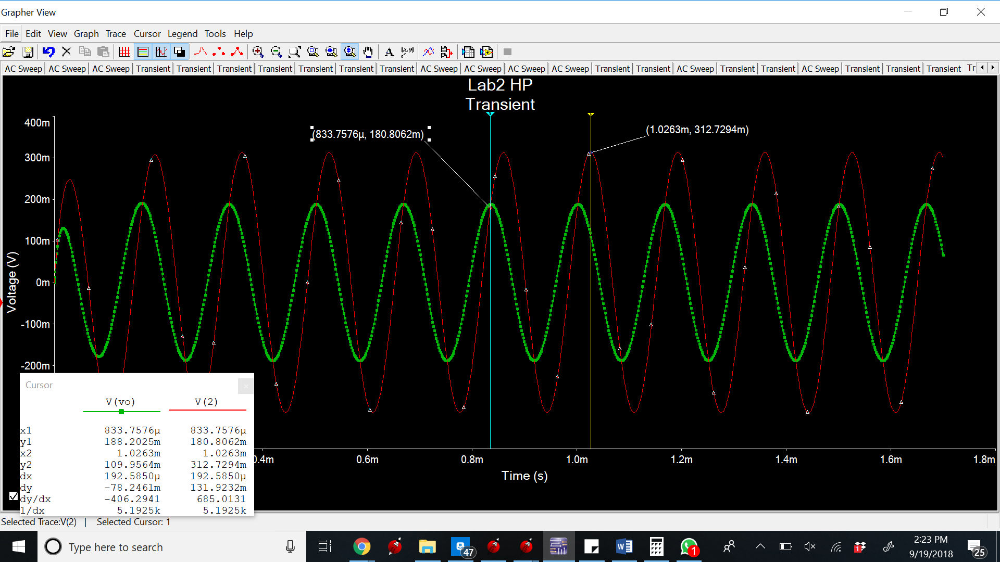 Grapher View
File Edit View Graph Trace Cursor Legend Tools Help
AC Sweep AC Sweep AC Sweep Transient Transient Transient Transient Transient Transient Transient AC Sweep AC Sweep AC Sweep AC Sweep Transient Transient AC Sweep Transient Transient AC Sweep Transient Transient Transient Tr
Lab2 HP
Transient
(833.7576µ, 180.8062m)
(1.0263m, 312.7294m)
400m
300m
200m
100m
0m
-100m
-200m
Voltage (V)
0.4m 0.6m 0.8m 1.0m 1.2m 1.4m 1.6m 1.8m
Time (s)
Cursor
V(vo) V(2)
x1 833.7576µ 833.7576µ
y1 188.2025m 180.8062m
x2 1.0263m 1.0263m
y2 109.9564m 312.7294m
dx 192.5850µ 192.5850µ
dy -78.2461m 131.9232m
dy/dx -406.2941 685.0131
1/dx 5.1925k 5.1925k
Selected Trace:V(2) | Selected Cursor: 1
Type here to search
47
1
1
2:23 PM
9/19/2018
25